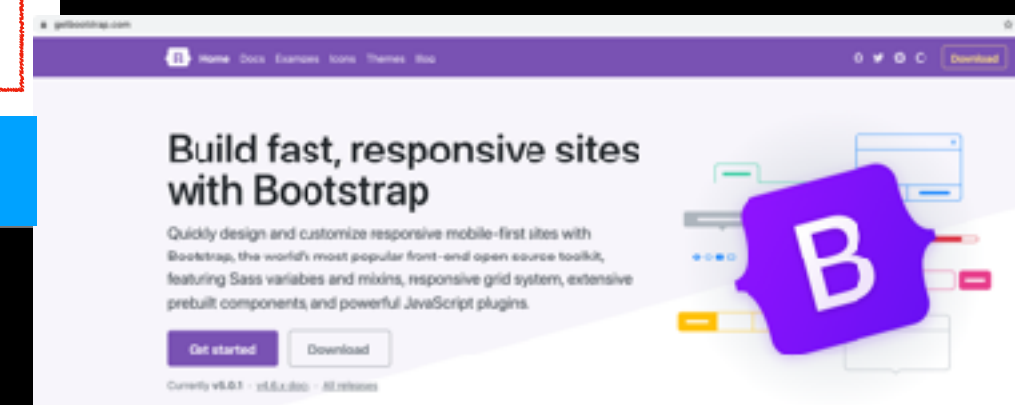 getbootstrap.com
B Home Docs Examples Icons Themes Blog
Download
Build fast, responsive sites
with Bootstrap
Quickly design and customize responsive mobile-first sites with
Bootstrap, the world's most popular front-end open source toolkit,
featuring Sass variables and mixins, responsive grid system, extensive
prebuilt components, and powerful JavaScript plugins.
B
Get started Download
Currently v5.0.1 · v4.6.x docs · All releases